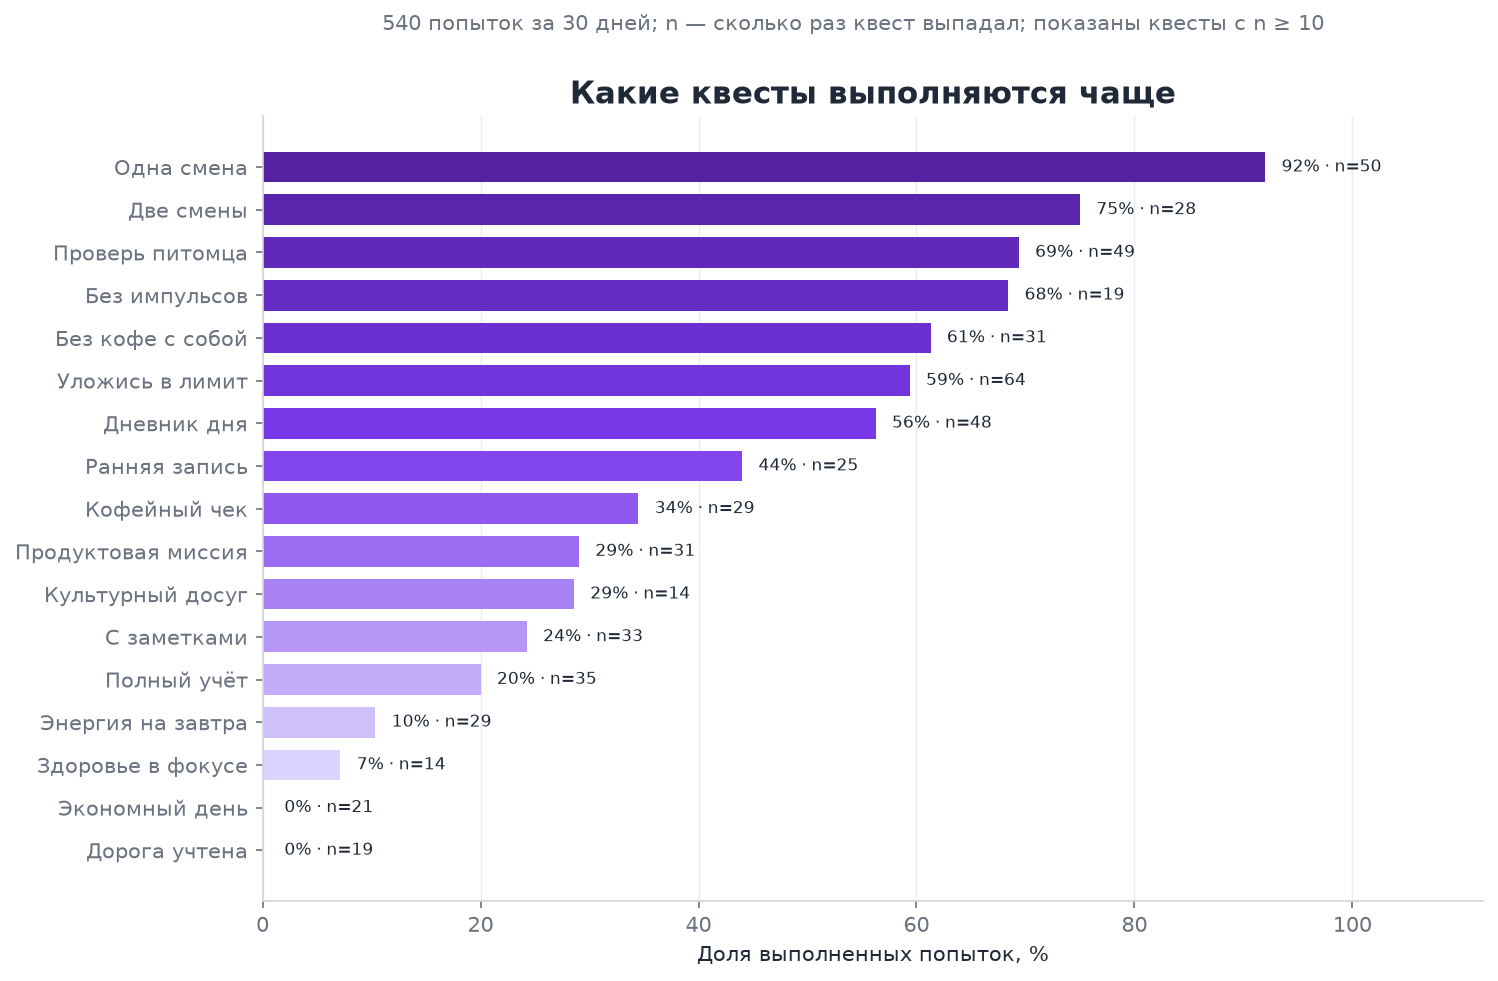 540 попыток за 30 дней; n — сколько раз квест выпадал; показаны квесты с n ≥ 10
Какие квесты выполняются чаще
Одна смена 92% · n=50
Две смены 75% · n=28
Проверь питомца 69% · n=49
Без импульсов 68% · n=19
Без кофе с собой 61% · n=31
Уложись в лимит 59% · n=64
Дневник дня 56% · n=48
Ранняя запись 44% · n=25
Кофейный чек 34% · n=29
Продуктовая миссия 29% · n=31
Культурный досуг 29% · n=14
С заметками 24% · n=33
Полный учёт 20% · n=35
Энергия на завтра 10% · n=29
Здоровье в фокусе 7% · n=14
Экономный день 0% · n=21
Дорога учтена 0% · n=19
0 20 40 60 80 100
Доля выполненных попыток, %